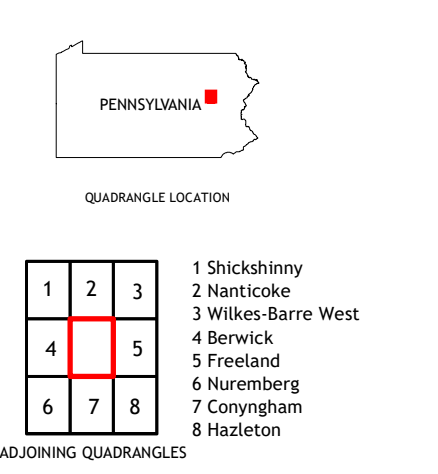 PENNSYLVANIA
QUADRANGLE LOCATION
1 2 3
4 5
6 7 8
1 Shickshinny
2 Nanticoke
3 Wilkes-Barre West
4 Berwick
5 Freeland
6 Nuremberg
7 Conyngham
8 Hazleton
ADJOINING QUADRANGLES